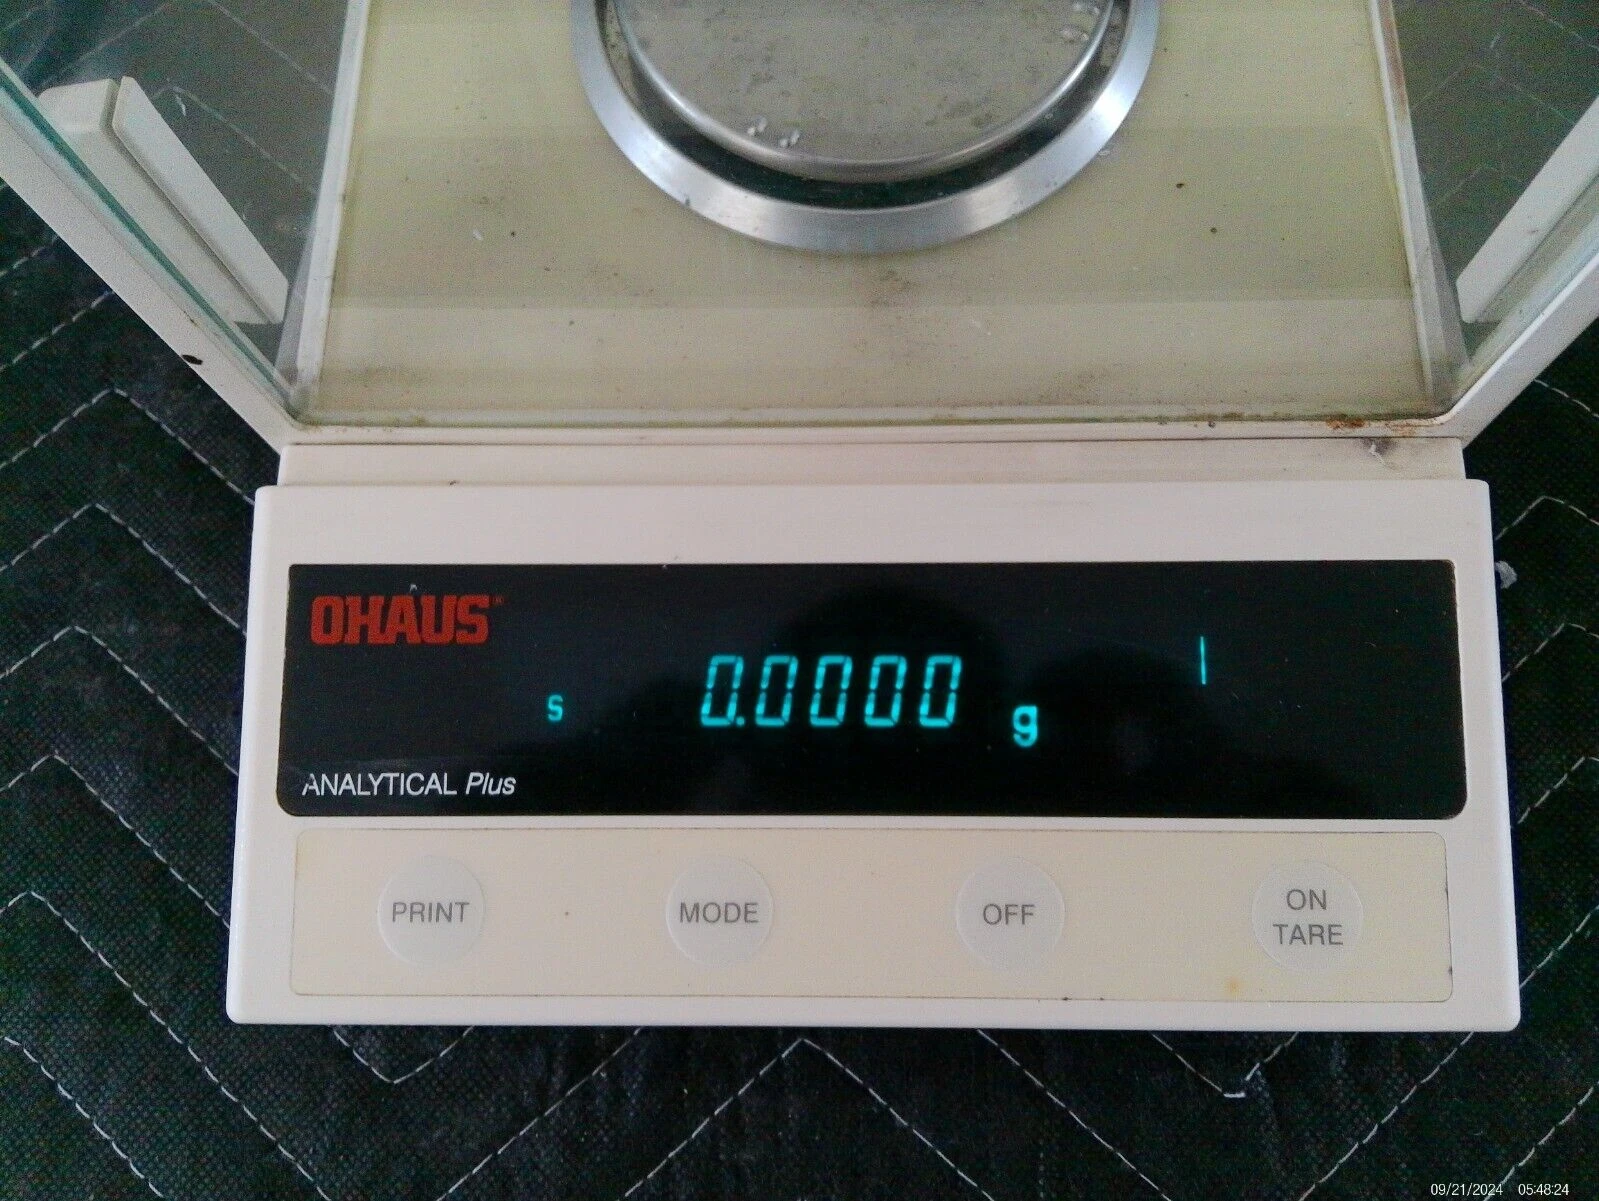 OHAUS®
S 0.0000 g
ANALYTICAL Plus
PRINT
MODE
OFF
ON
TARE
09/21/2024 05:48:24